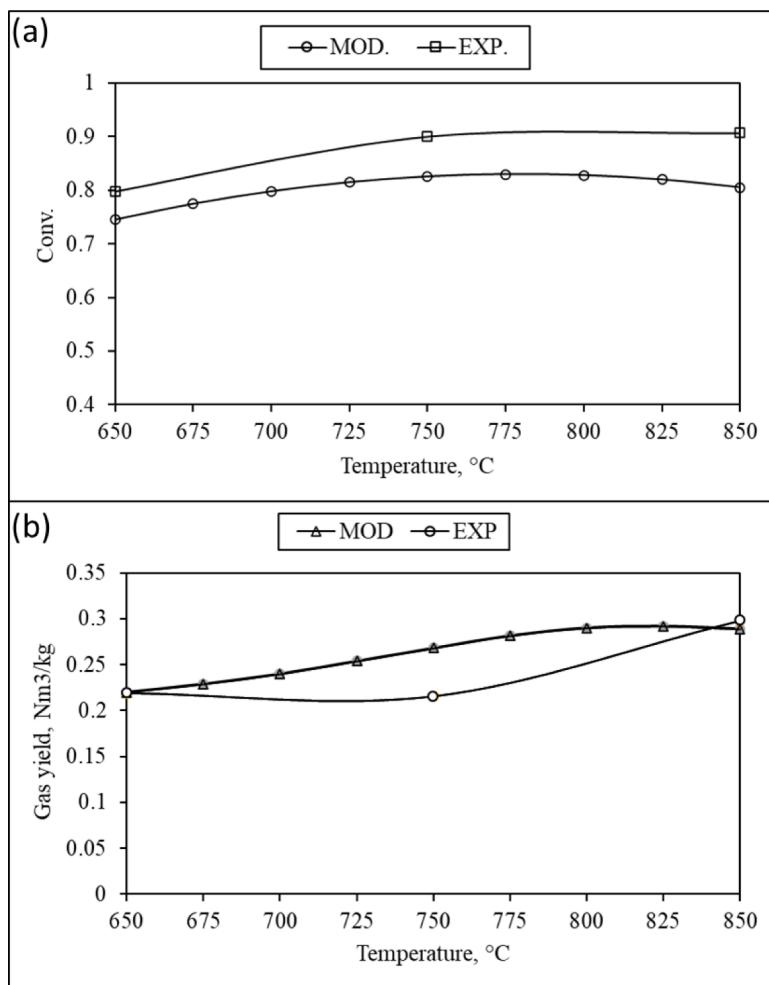 (a)
MOD. EXP.
1
0.9
0.8
0.7
0.6
0.5
0.4
Conv.
650 675 700 725 750 775 800 825 850
Temperature, °C
(b)
MOD EXP
0.35
0.3
0.25
0.2
0.15
0.1
0.05
0
Gas yield, Nm3/kg
650 675 700 725 750 775 800 825 850
Temperature, °C